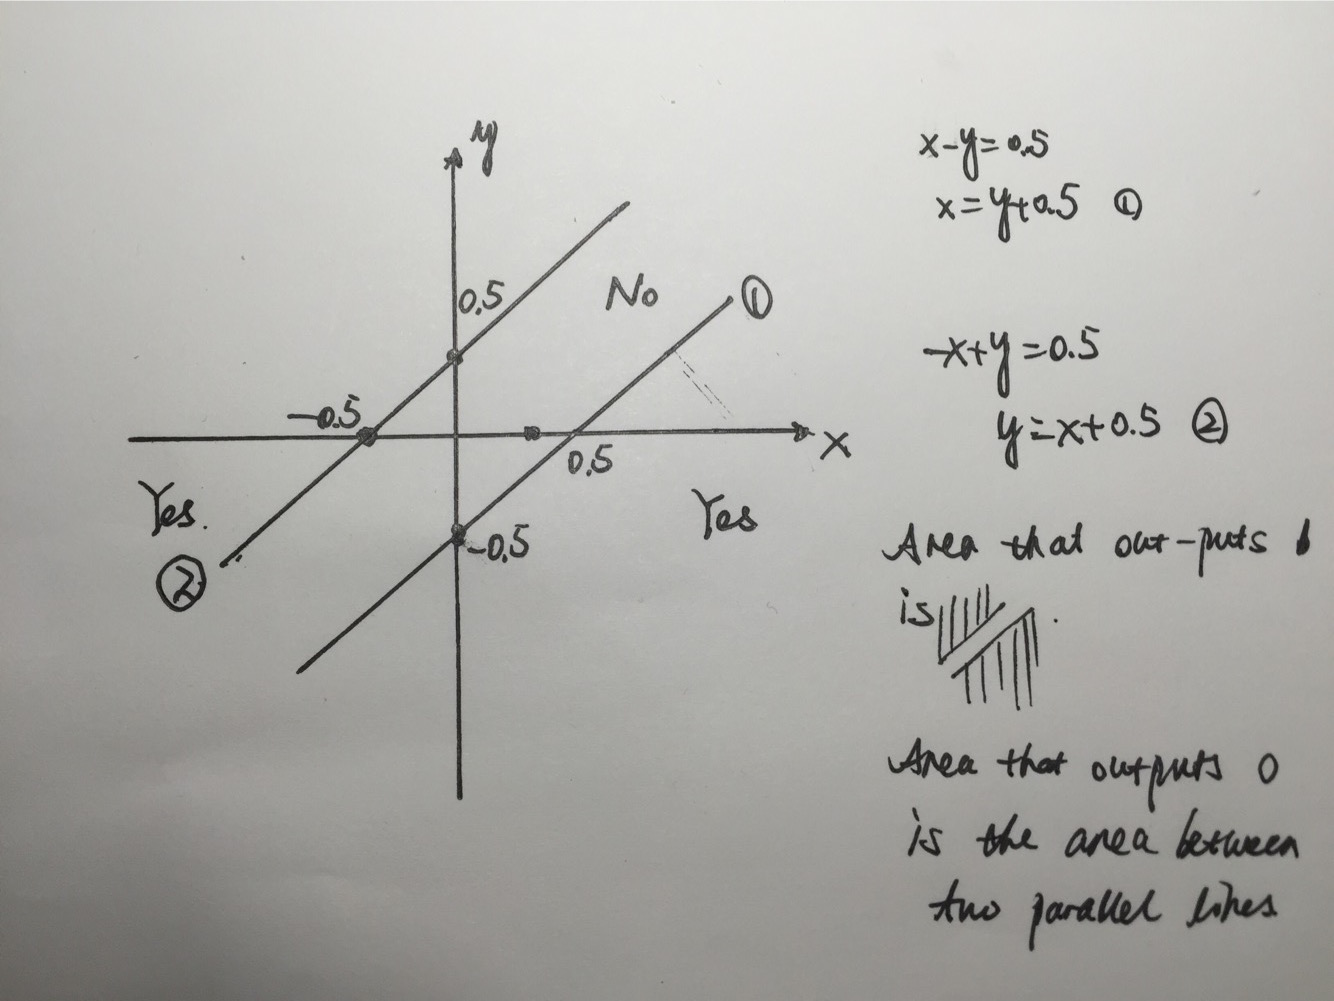 y
0.5
No
①
-0.5
x
0.5
Yes.
Yes
-0.5
②
x-y=0.5
x=y+0.5 ①
-x+y=0.5
y=x+0.5 ②
Area that out-puts 1
is .
Area that outputs 0
is the area between
two parallel lines